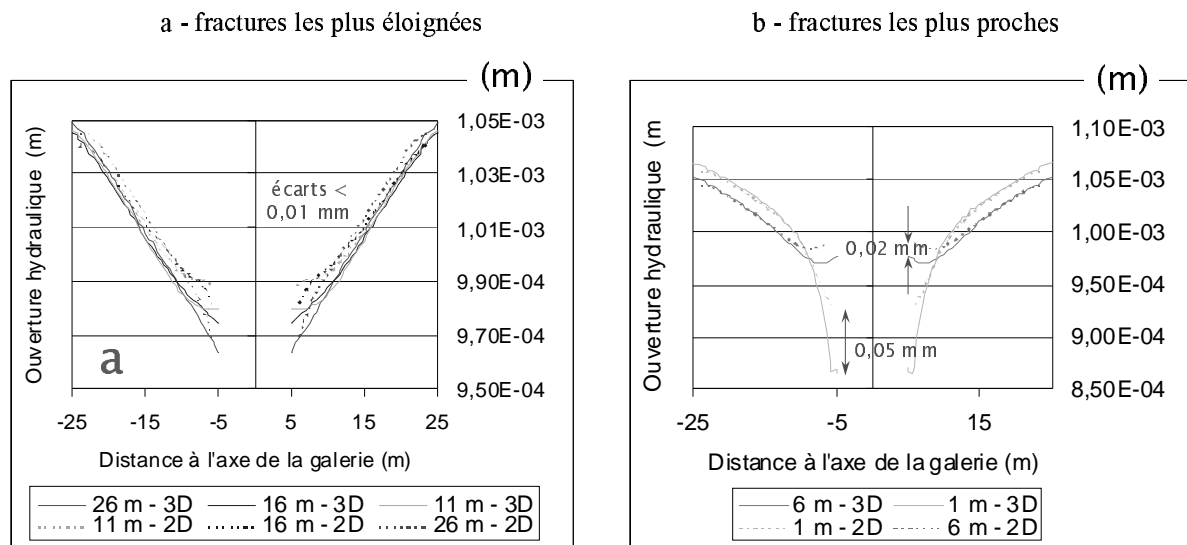 a - fractures les plus éloignées
(m)
Ouverture hydraulique (m)
1,05E-03
1,03E-03
1,01E-03
9,90E-04
9,70E-04
9,50E-04
écarts <
0,01 mm
a
-25
-15
-5
5
15
25
Distance à l'axe de la galerie (m)
26 m - 3D
16 m - 3D
11 m - 3D
11 m - 2D
16 m - 2D
26 m - 2D
b - fractures les plus proches
(m)
Ouverture hydraulique (m
1,10E-03
1,05E-03
1,00E-03
9,50E-04
9,00E-04
8,50E-04
0,02 mm
0,05 mm
-25
-5
15
Distance à l'axe de la galerie (m)
6 m - 3D
1 m - 3D
1 m - 2D
6 m - 2D